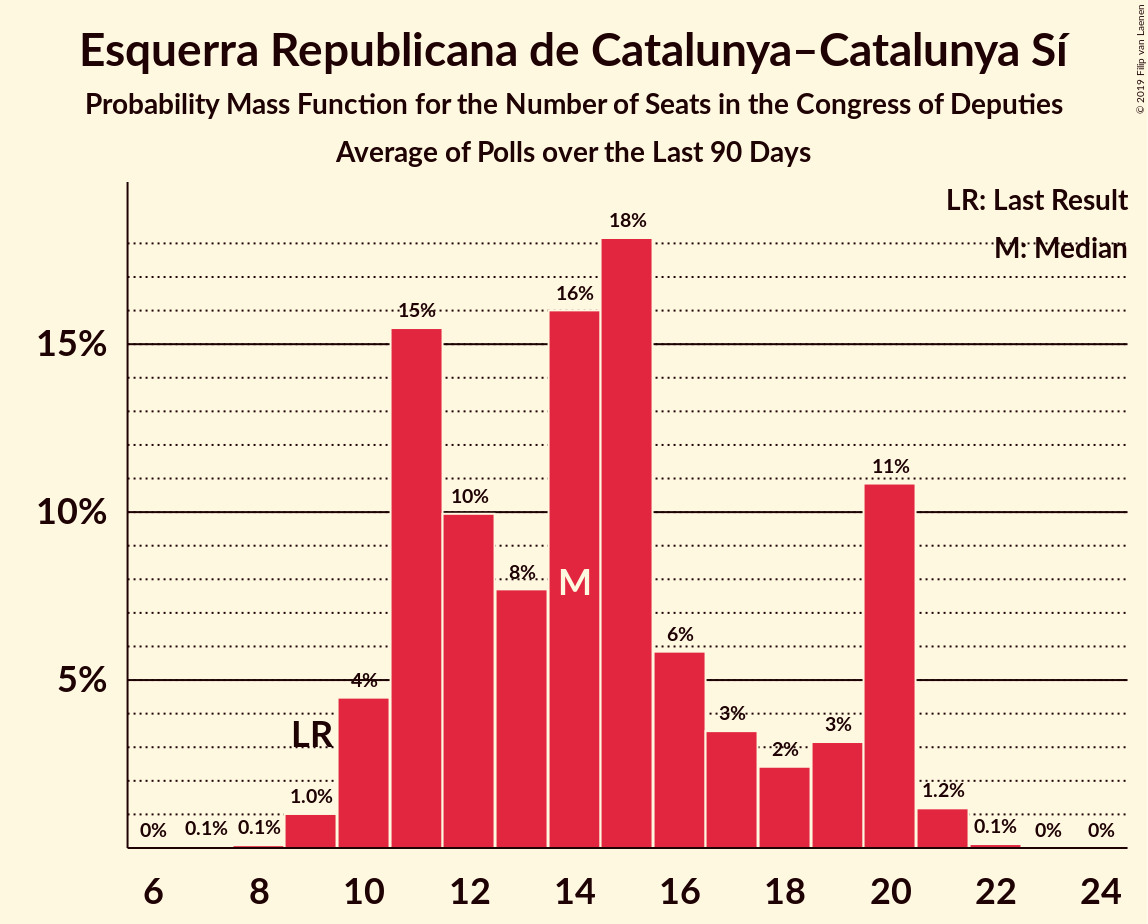 Esquerra Republicana de Catalunya–Catalunya Sí
Probability Mass Function for the Number of Seats in the Congress of Deputies
Average of Polls over the Last 90 Days
© 2019 Filip van Laenen
LR: Last Result
M: Median
18%
16%
15%
15%
11%
10%
10%
8%
M
6%
5%
4%
LR
3%
3%
2%
1.0%
1.2%
0%
0.1%
0.1%
0.1%
0%
0%
6 8 10 12 14 16 18 20 22 24